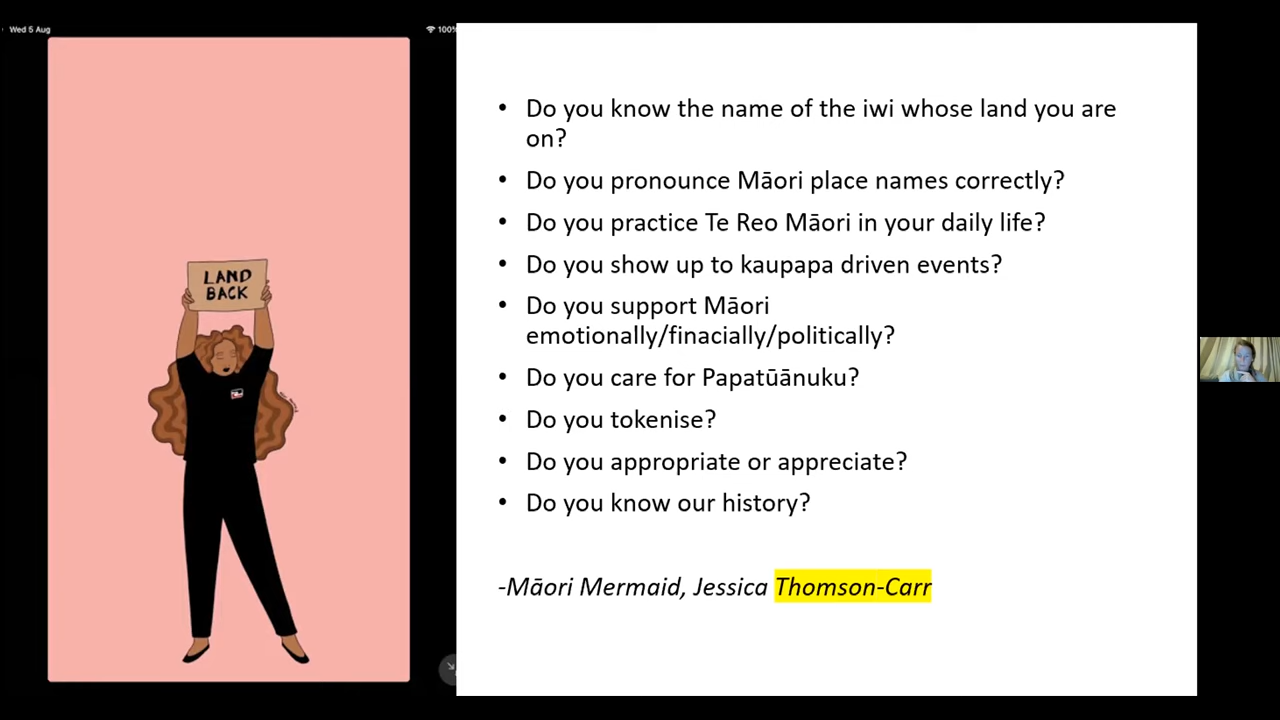 Wed 5 Aug
100%
LAND
BACK
• Do you know the name of the iwi whose land you are
on?
• Do you pronounce Māori place names correctly?
• Do you practice Te Reo Māori in your daily life?
• Do you show up to kaupapa driven events?
• Do you support Māori
emotionally/finacially/politically?
• Do you care for Papatūānuku?
• Do you tokenise?
• Do you appropriate or appreciate?
• Do you know our history?
-Māori Mermaid, Jessica Thomson-Carr